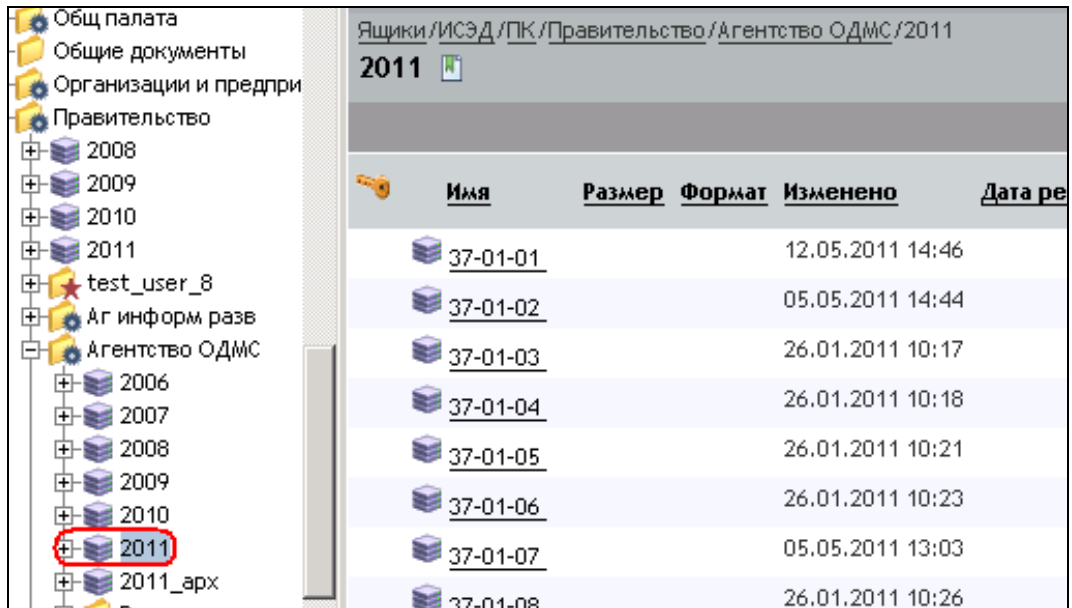 Общ палата
Общие документы
Организации и предпри
Правительство
2008
2009
2010
2011
test_user_8
Аг информ разв
Агентство ОДМС
2006
2007
2008
2009
2010
2011
2011_арх
Ящики/ИСЭД/ПК/Правительство/Агентство ОДМС/2011
2011
Имя Размер Формат Изменено Дата ре
37-01-01 12.05.2011 14:46
37-01-02 05.05.2011 14:44
37-01-03 26.01.2011 10:17
37-01-04 26.01.2011 10:18
37-01-05 26.01.2011 10:21
37-01-06 26.01.2011 10:23
37-01-07 05.05.2011 13:03
37-01-08 26.01.2011 10:26